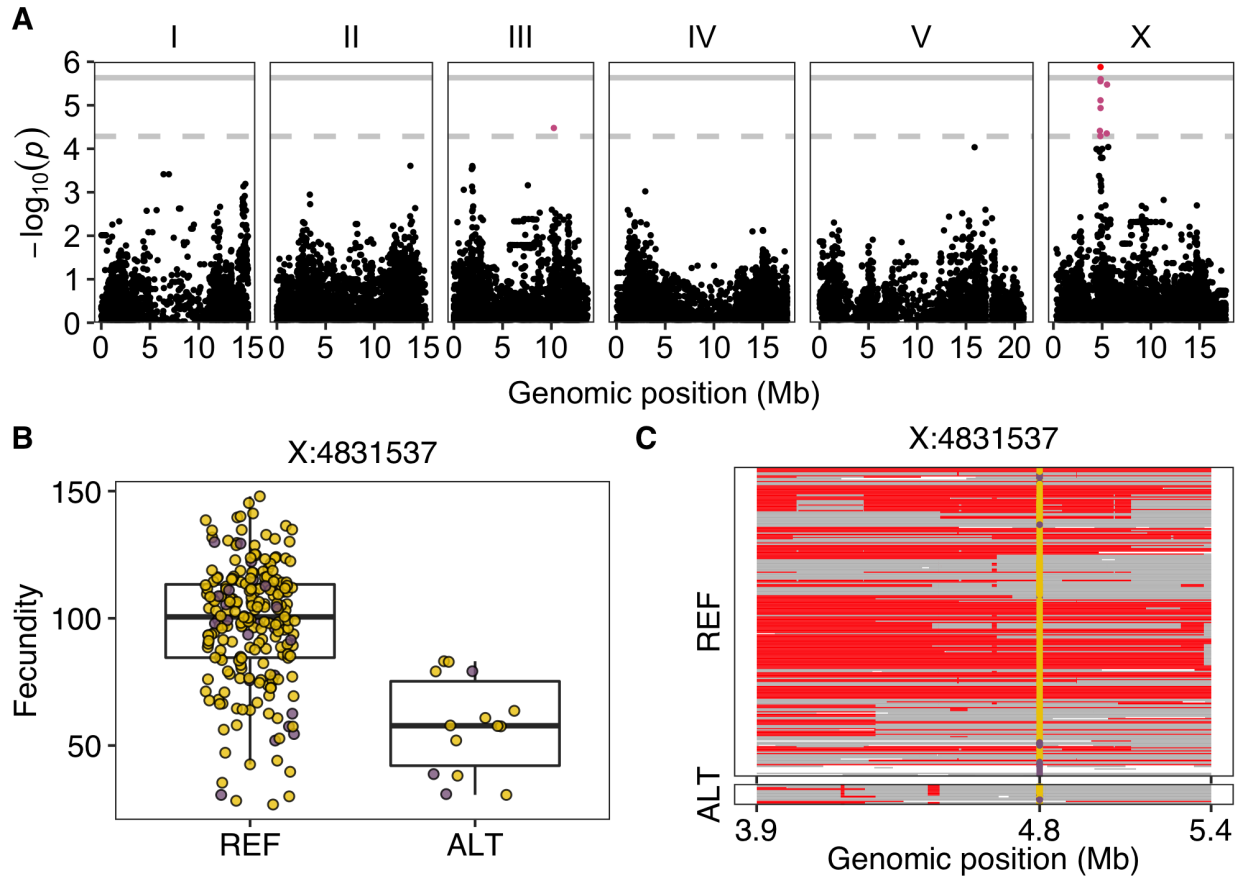 A
I II III IV V X
6
5
4
3
2
1
0
−log10(p)
0 5 10 15 0 5 10 15 0 5 10 0 5 10 15 0 5 10 15 20 0 5 10 15
Genomic position (Mb)
B
X:4831537
150
100
50
Fecundity
REF ALT
C
X:4831537
REF
ALT
3.9 4.8 5.4
Genomic position (Mb)